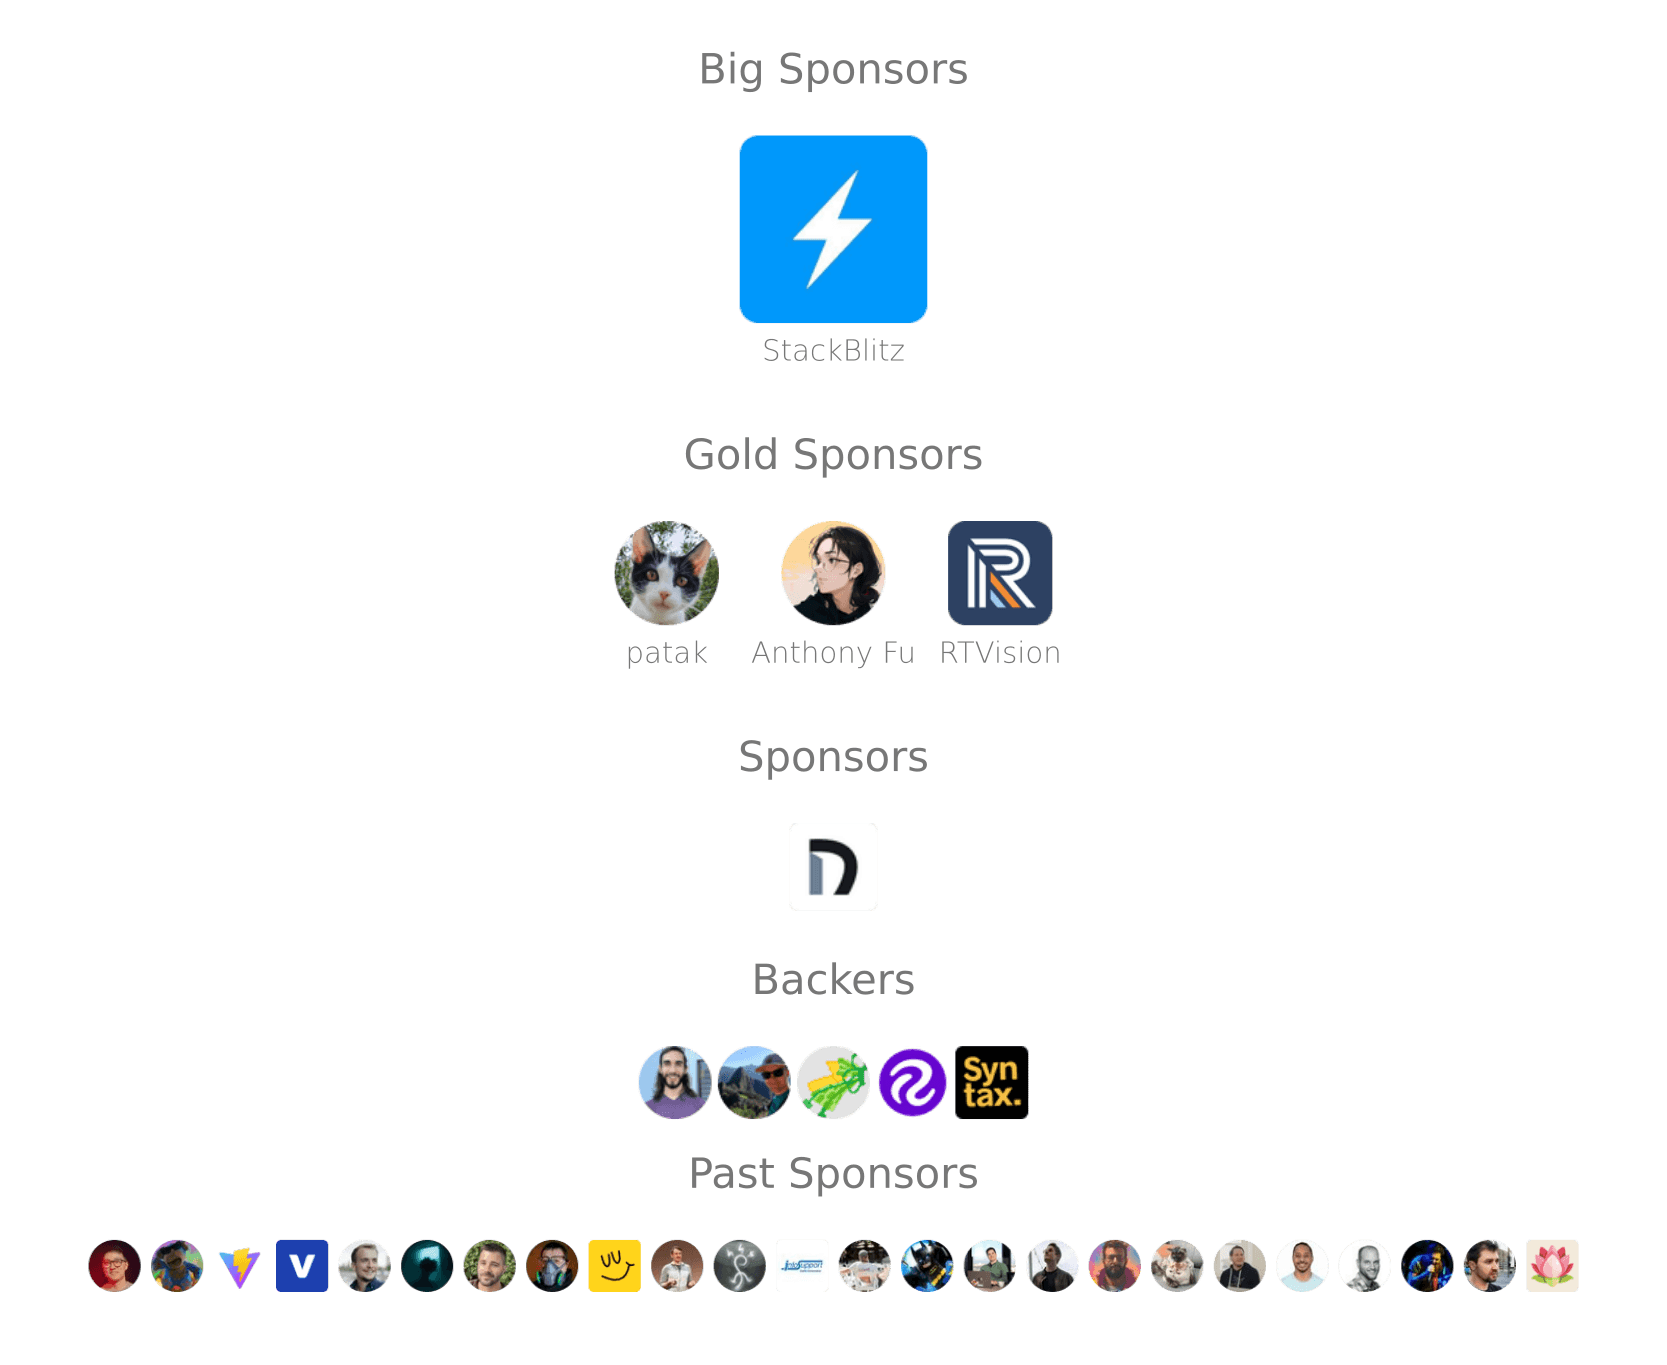 Big Sponsors
StackBlitz
Gold Sponsors
patak Anthony Fu RTVision
Sponsors
Backers
Syn
tax.
Past Sponsors
V